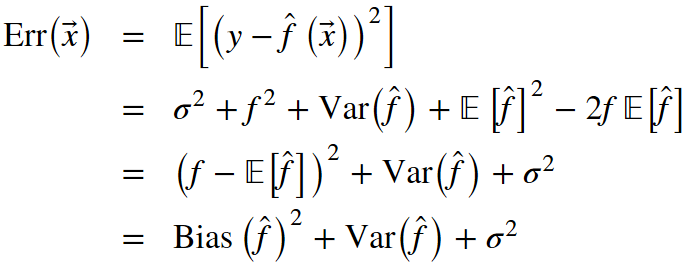 Err(x⃗) = 𝔼[(y − f̂ (x⃗))²]
= σ² + f² + Var(f̂) + 𝔼 [f̂]² − 2f 𝔼[f̂]
= (f − 𝔼[f̂])² + Var(f̂) + σ²
= Bias (f̂)² + Var(f̂) + σ²